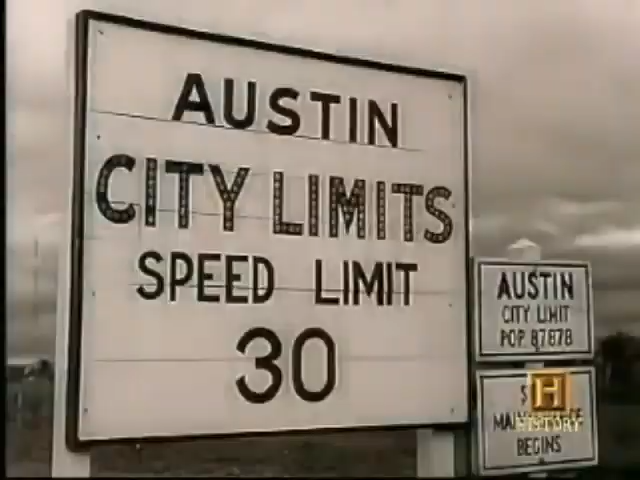 AUSTIN
CITY LIMITS
SPEED LIMIT
30
AUSTIN
CITY LIMIT
POP 87878
H
HISTORY
BEGINS